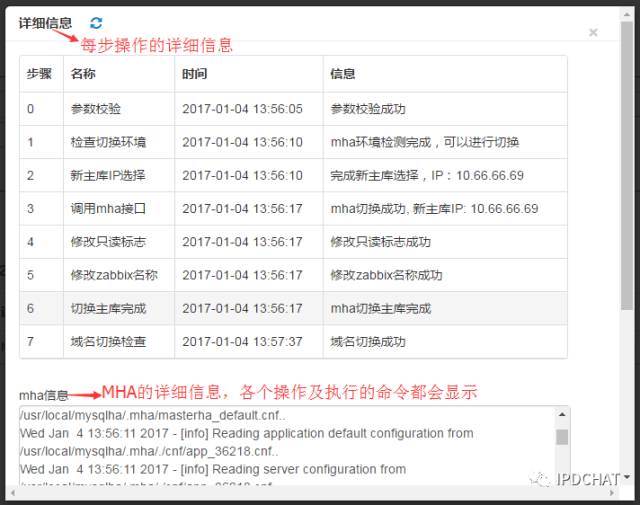 详细信息
每步操作的详细信息
×
步骤 名称 时间 信息
0 参数校验 2017-01-04 13:56:05 参数校验成功
1 检查切换环境 2017-01-04 13:56:10 mha环境检测完成，可以进行切换
2 新主库IP选择 2017-01-04 13:56:10 完成新主库选择，IP：10.66.66.69
3 调用mha接口 2017-01-04 13:56:17 mha切换成功, 新主库IP: 10.66.66.69
4 修改只读标志 2017-01-04 13:56:17 修改只读标志成功
5 修改zabbix名称 2017-01-04 13:56:17 修改zabbix名称成功
6 切换主库完成 2017-01-04 13:56:17 mha切换主库完成
7 域名切换检查 2017-01-04 13:57:37 域名切换成功
mha信息 MHA的详细信息，各个操作及执行的命令都会显示
/usr/local/mysqlha/.mha/masterha_default.cnf..
Wed Jan 4 13:56:11 2017 - [info] Reading application default configuration from
/usr/local/mysqlha/.mha/./cnf/app_36218.cnf..
Wed Jan 4 13:56:11 2017 - [info] Reading server configuration from
IPDCHAT